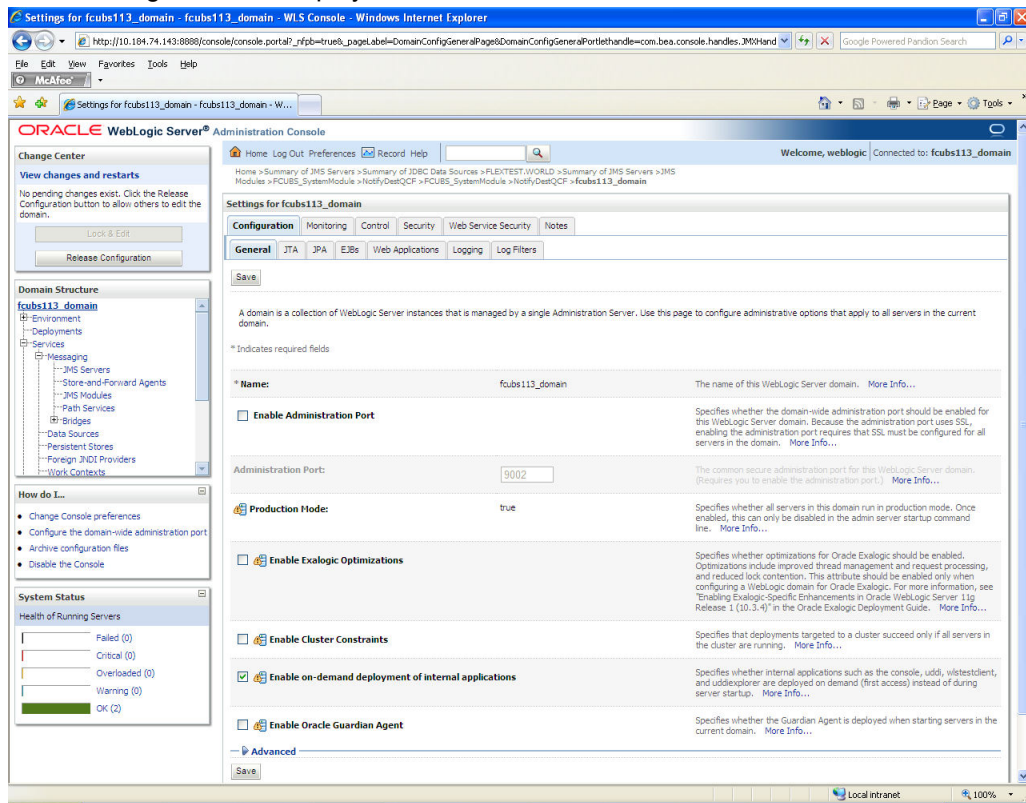 Settings for fcubs113_domain - fcubs113_domain - WLS Console - Windows Internet Explorer
http://10.184.74.143:8888/console/console.portal?_nfpb=true&_pageLabel=DomainConfigGeneralPage&DomainConfigGeneralPortlethandle=com.bea.console.handles.JMXHand
Google Powered Pandion Search
File Edit View Favorites Tools Help
McAfee
Settings for fcubs113_domain - fcubs113_domain - W...
Page Tools
ORACLE WebLogic Server® Administration Console
Change Center
View changes and restarts
No pending changes exist. Click the Release
Configuration button to allow others to edit the
domain.
Lock & Edit
Release Configuration
Domain Structure
fcubs113_domain
Environment
Deployments
Services
Messaging
JMS Servers
Store-and-Forward Agents
JMS Modules
Path Services
Bridges
Data Sources
Persistent Stores
Foreign JNDI Providers
Work Contexts
How do I...
Change Console preferences
Configure the domain-wide administration port
Archive configuration files
Disable the Console
System Status
Health of Running Servers
Failed (0)
Critical (0)
Overloaded (0)
Warning (0)
OK (2)
Home Log Out Preferences Record Help
Welcome, weblogic Connected to: fcubs113_domain
Home >Summary of JMS Servers >Summary of JDBC Data Sources >FLEXTEST.WORLD >Summary of JMS Servers >JMS
Modules >FCUBS_SystemModule >NotifyDestQCF >FCUBS_SystemModule >NotifyDestQCF >fcubs113_domain
Settings for fcubs113_domain
Configuration Monitoring Control Security Web Service Security Notes
General JTA JPA EJBs Web Applications Logging Log Filters
Save
A domain is a collection of WebLogic Server instances that is managed by a single Administration Server. Use this page to configure administrative options that apply to all servers in the current
domain.
* Indicates required fields
* Name: fcubs113_domain The name of this WebLogic Server domain. More Info...
Enable Administration Port
Specifies whether the domain-wide administration port should be enabled for
this WebLogic Server domain. Because the administration port uses SSL,
enabling the administration port requires that SSL must be configured for all
servers in the domain. More Info...
Administration Port: 9002
The common secure administration port for this WebLogic Server domain.
(Requires you to enable the administration port.) More Info...
Production Mode: true
Specifies whether all servers in this domain run in production mode. Once
enabled, this can only be disabled in the admin server startup command
line. More Info...
Enable Exalogic Optimizations
Specifies whether optimizations for Oracle Exalogic should be enabled.
Optimizations include improved thread management and request processing,
and reduced lock contention. This attribute should be enabled only when
configuring a WebLogic domain for Oracle Exalogic. For more information, see
"Enabling Exalogic-Specific Enhancements in Oracle WebLogic Server 11g
Release 1 (10.3.4)" in the Oracle Exalogic Deployment Guide. More Info...
Enable Cluster Constraints
Specifies that deployments targeted to a cluster succeed only if all servers in
the cluster are running. More Info...
Enable on-demand deployment of internal applications
Specifies whether internal applications such as the console, uddi, wlstestclient,
and uddiexplorer are deployed on demand (first access) instead of during
server startup. More Info...
Enable Oracle Guardian Agent
Specifies whether the Guardian Agent is deployed when starting servers in the
current domain. More Info...
Advanced
Save
Local intranet 100%